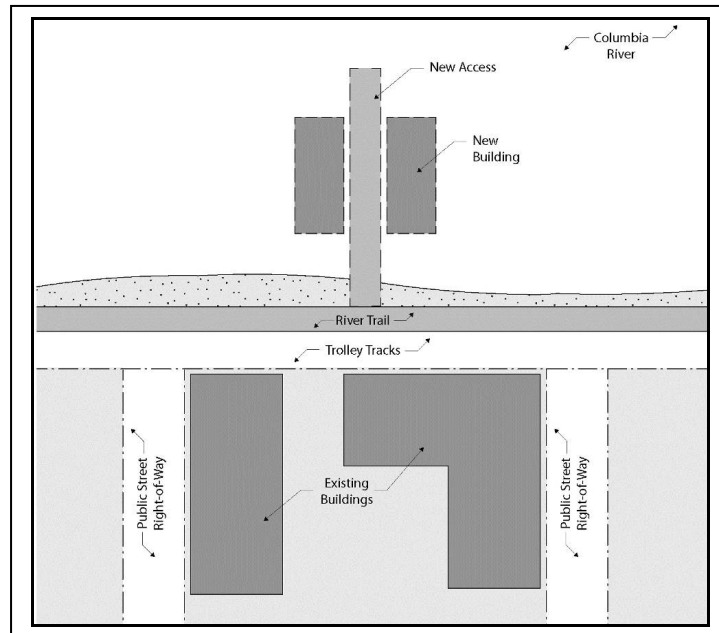 Columbia
River
New Access
New
Building
River Trail
Trolley Tracks
Public Street
Right-of-Way
Existing
Buildings
Public Street
Right-of-Way